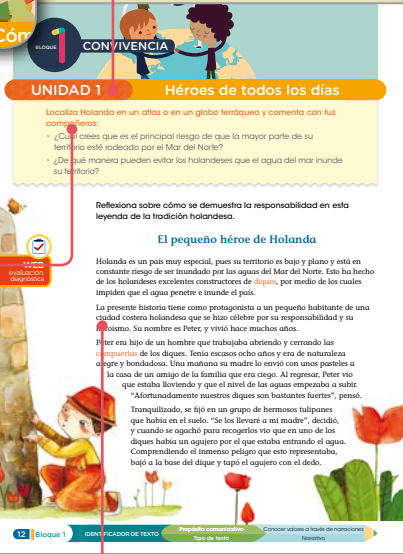 Cóm
BLOQUE 1 CONVIVENCIA
UNIDAD 1 Héroes de todos los días
Localiza Holanda en un atlas o en un globo terráqueo y comenta con tus
compañeros:
• ¿Cuál crees que es el principal riesgo de que la mayor parte de su
territorio esté rodeado por el Mar del Norte?
• ¿De qué manera pueden evitar los holandeses que el agua del mar inunde
su territorio?
Reflexiona sobre cómo se demuestra la responsabilidad en esta
leyenda de la tradición holandesa.
WEB
evaluación
diagnóstica
El pequeño héroe de Holanda
Holanda es un país muy especial, pues su territorio es bajo y plano y está en
constante riesgo de ser inundado por las aguas del Mar del Norte. Esto ha hecho
de los holandeses excelentes constructores de diques, por medio de los cuales
impiden que el agua penetre e inunde el país.
La presente historia tiene como protagonista a un pequeño habitante de una
ciudad costera holandesa que se hizo célebre por su responsabilidad y su
heroísmo. Su nombre es Peter, y vivió hace muchos años.
Peter era hijo de un hombre que trabajaba abriendo y cerrando las
compuertas de los diques. Tenía escasos ocho años y era de naturaleza
alegre y bondadosa. Una mañana su madre lo envió con unos pasteles a
la casa de un amigo de la familia que era ciego. Al regresar, Peter vio
que estaba lloviendo y que el nivel de las aguas empezaba a subir.
“Afortunadamente nuestros diques son bastantes fuertes”, pensó.
Tranquilizado, se fijó en un grupo de hermosos tulipanes
que había en el suelo. “Se los llevaré a mi madre”, decidió,
y cuando se agachó para recogerlos vio que en uno de los
diques había un agujero por el que estaba entrando el agua.
Comprendiendo el inmenso peligro que esto representaba,
bajó a la base del dique y tapó el agujero con el dedo.
12 Bloque 1 IDENTIFICADOR DE TEXTO
Propósito comunicativo Conocer valores a través de narraciones
Tipo de texto Narrativo